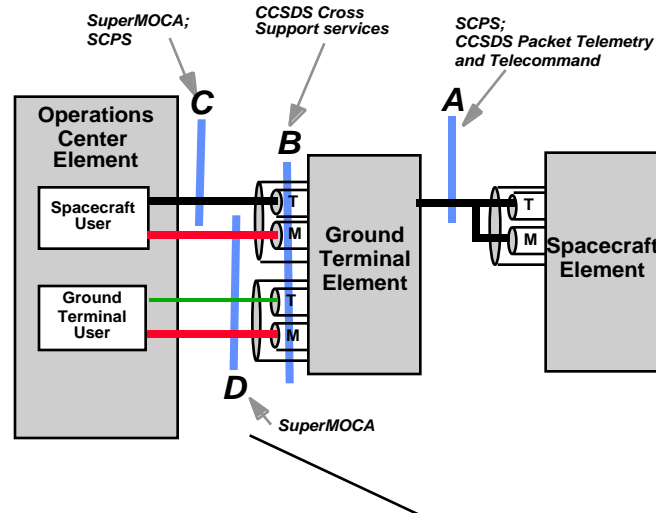 SuperMOCA;
SCPS
CCSDS Cross
Support services
SCPS;
CCSDS Packet Telemetry
and Telecommand
C
A
B
Operations
Center
Element
Spacecraft
User
T
M
Ground
Terminal
Element
T
M
Spacecraft
Element
Ground
Terminal
User
T
M
D
SuperMOCA